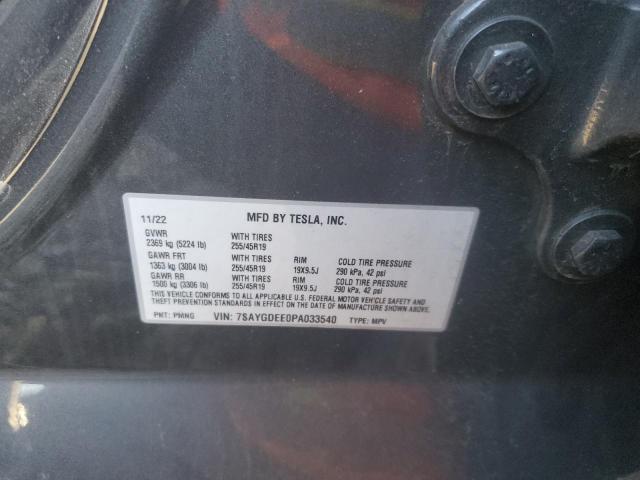 11/22 MFD BY TESLA, INC.
GVWR WITH TIRES
2369 kg (5224 lb) 255/45R19
GAWR FRT WITH TIRES RIM COLD TIRE PRESSURE
1363 kg (3004 lb) 255/45R19 19X9.5J 290 kPa, 42 psi
GAWR RR WITH TIRES RIM COLD TIRE PRESSURE
1500 kg (3306 lb) 255/45R19 19X9.5J 290 kPa, 42 psi
THIS VEHICLE CONFORMS TO ALL APPLICABLE U.S. FEDERAL MOTOR VEHICLE SAFETY AND
THEFT PREVENTION STANDARDS IN EFFECT ON THE DATE OF MANUFACTURE SHOWN ABOVE.
PNT: PMNG VIN: 7SAYGDEE0PA033540 TYPE: MPV